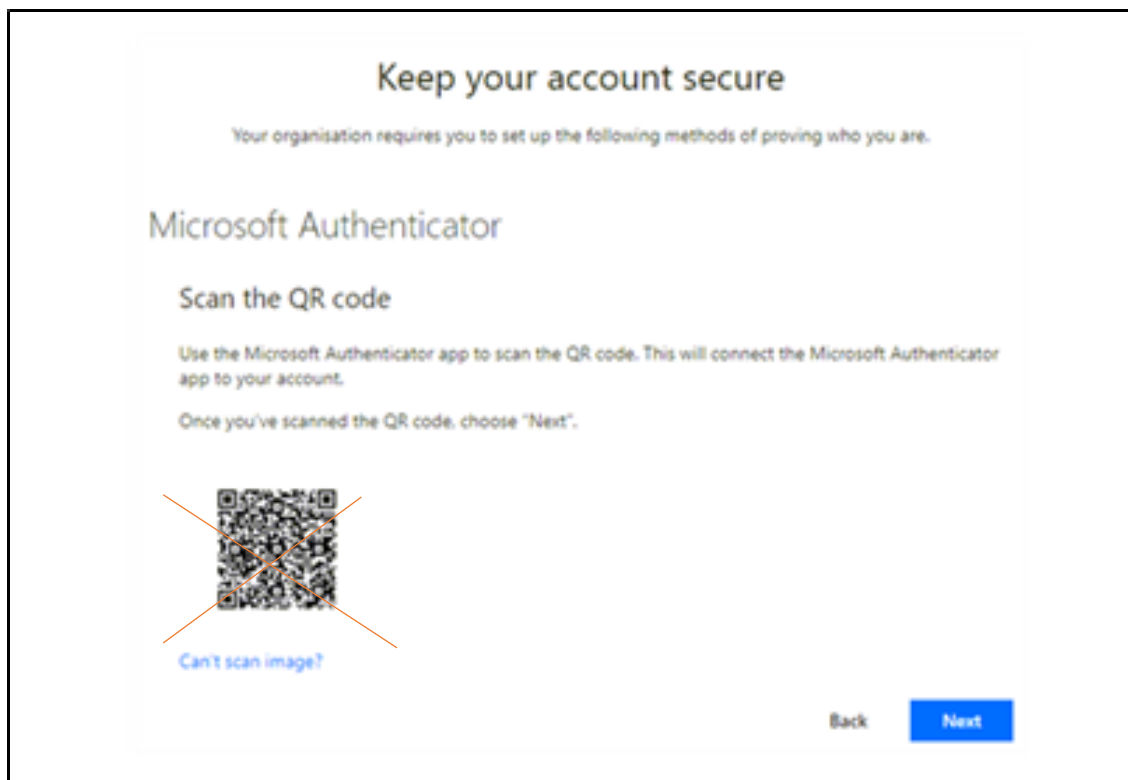 Keep your account secure
Your organisation requires you to set up the following methods of proving who you are.
Microsoft Authenticator
Scan the QR code
Use the Microsoft Authenticator app to scan the QR code. This will connect the Microsoft Authenticator
app to your account.
Once you've scanned the QR code, choose "Next".
Can't scan image?
Back Next